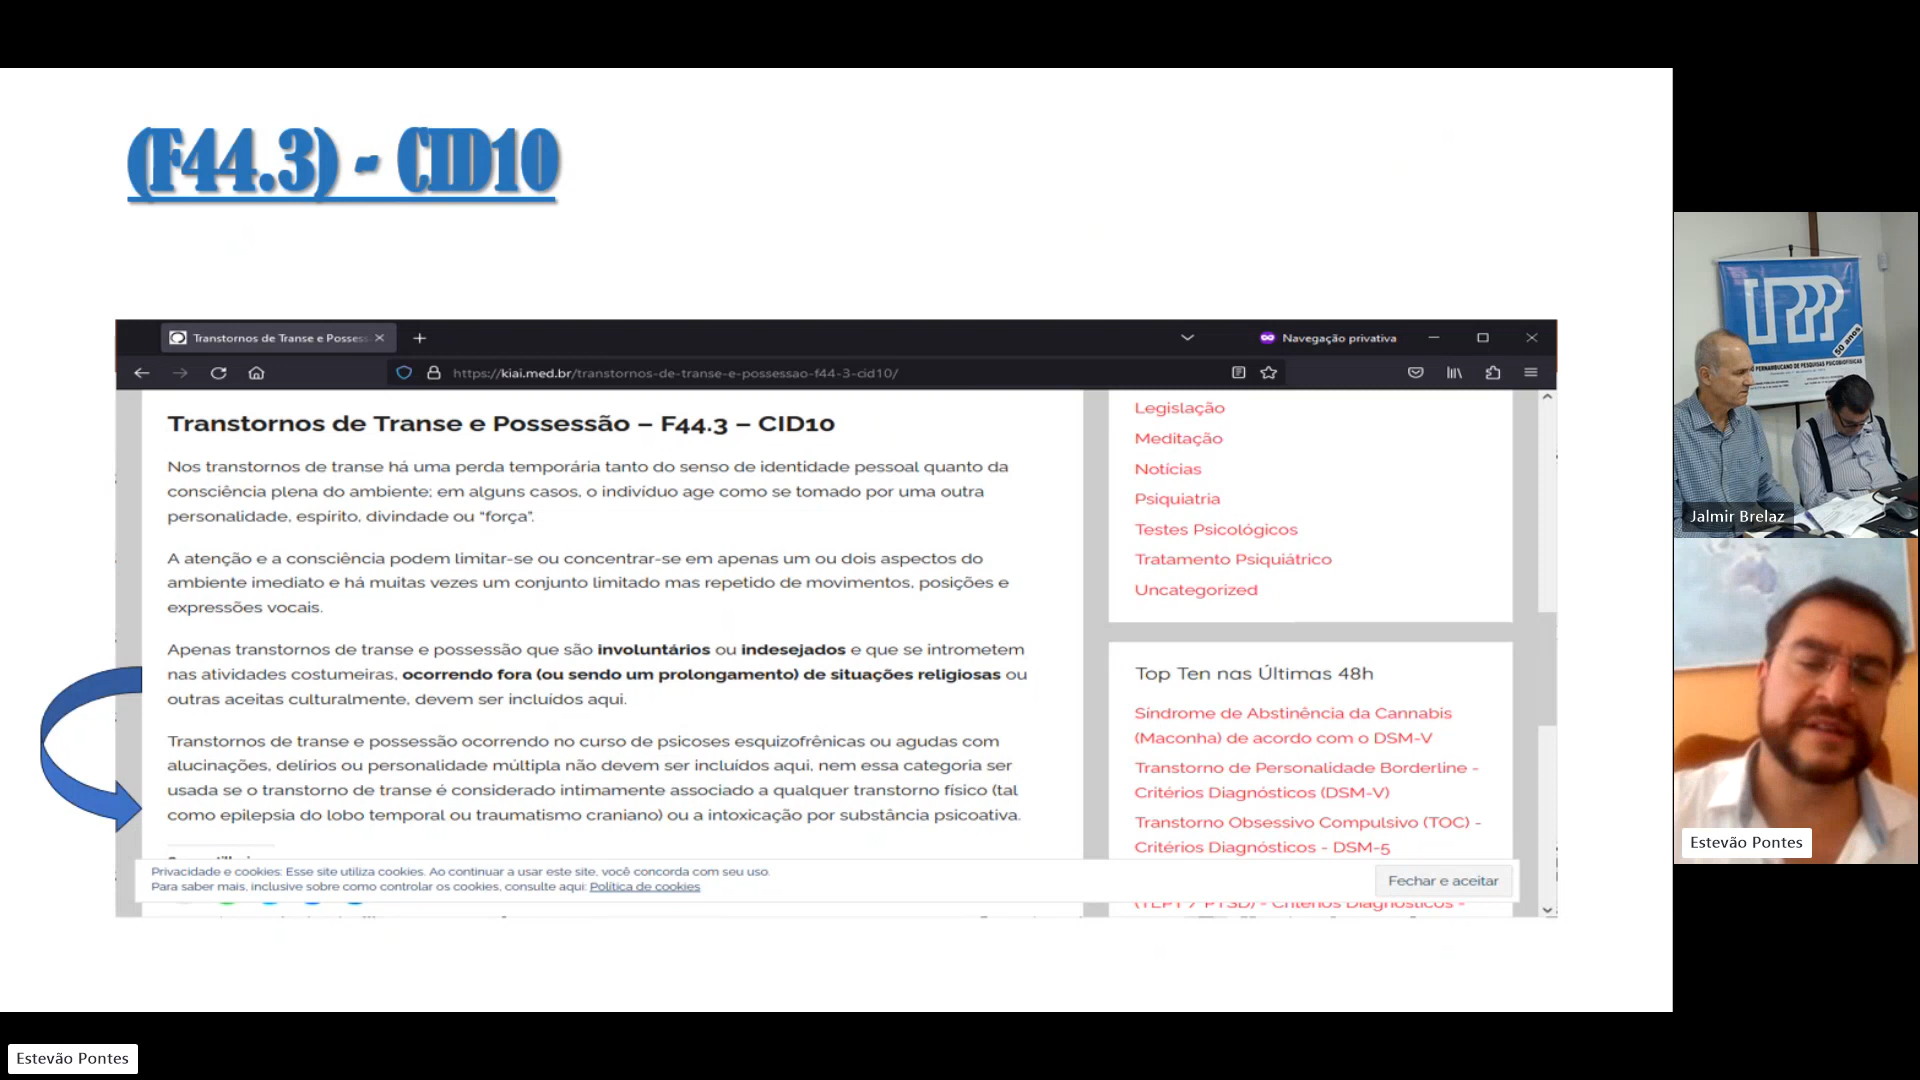 (F44.3) - CID10
Transtornos de Transe e Possess
Navegação privativa
https://kiai.med.br/transtornos-de-transe-e-possessao-f44-3-cid10/
Transtornos de Transe e Possessão – F44.3 – CID10
Nos transtornos de transe há uma perda temporária tanto do senso de identidade pessoal quanto da
consciência plena do ambiente; em alguns casos, o indivíduo age como se tomado por uma outra
personalidade, espírito, divindade ou “força”.
A atenção e a consciência podem limitar-se ou concentrar-se em apenas um ou dois aspectos do
ambiente imediato e há muitas vezes um conjunto limitado mas repetido de movimentos, posições e
expressões vocais.
Apenas transtornos de transe e possessão que são involuntários ou indesejados e que se intrometem
nas atividades costumeiras, ocorrendo fora (ou sendo um prolongamento) de situações religiosas ou
outras aceitas culturalmente, devem ser incluídos aqui.
Transtornos de transe e possessão ocorrendo no curso de psicoses esquizofrênicas ou agudas com
alucinações, delírios ou personalidade múltipla não devem ser incluídos aqui, nem essa categoria ser
usada se o transtorno de transe é considerado intimamente associado a qualquer transtorno físico (tal
como epilepsia do lobo temporal ou traumatismo craniano) ou a intoxicação por substância psicoativa.
Privacidade e cookies: Esse site utiliza cookies. Ao continuar a usar este site, você concorda com seu uso.
Para saber mais, inclusive sobre como controlar os cookies, consulte aqui: Política de cookies
Fechar e aceitar
Legislação
Meditação
Notícias
Psiquiatria
Testes Psicológicos
Tratamento Psiquiátrico
Uncategorized
Top Ten nas Últimas 48h
Síndrome de Abstinência da Cannabis
(Maconha) de acordo com o DSM-V
Transtorno de Personalidade Borderline -
Critérios Diagnósticos (DSM-V)
Transtorno Obsessivo Compulsivo (TOC) -
Critérios Diagnósticos - DSM-5
(TEPT / PTSD) - Critérios Diagnósticos -
IPPP
50 anos
PERNAMBUCANO DE PESQUISAS PSICOBIOFÍSICAS
Jalmir Brelaz
Estevão Pontes
Estevão Pontes